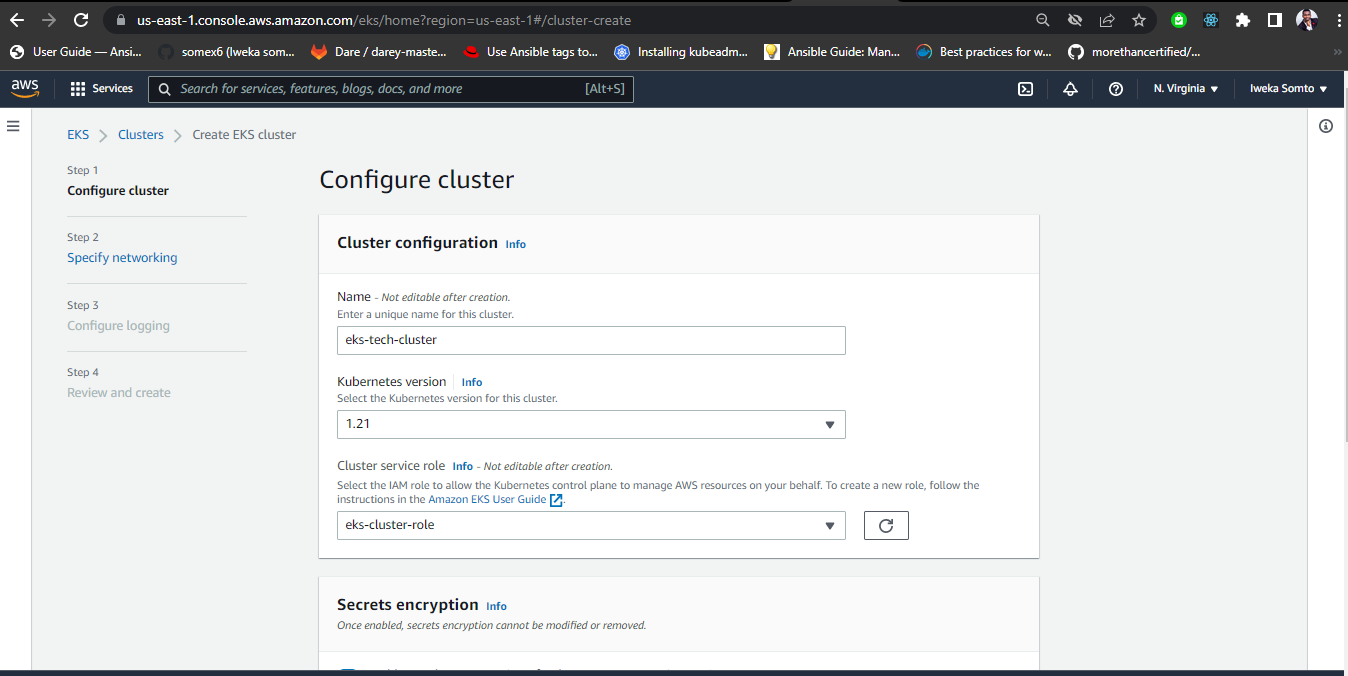 us-east-1.console.aws.amazon.com/eks/home?region=us-east-1#/cluster-create
User Guide — Ansi...
somex6 (Iweka som...
Dare / darey-maste...
Use Ansible tags to...
Installing kubeadm...
Ansible Guide: Man...
Best practices for w...
morethancertified/...
»
aws
Services
Search for services, features, blogs, docs, and more
[Alt+S]
N. Virginia
Iweka Somto
EKS
Clusters
Create EKS cluster
Step 1
Configure cluster
Step 2
Specify networking
Step 3
Configure logging
Step 4
Review and create
Configure cluster
Cluster configuration Info
Name - Not editable after creation.
Enter a unique name for this cluster.
eks-tech-cluster
Kubernetes version Info
Select the Kubernetes version for this cluster.
1.21
Cluster service role Info - Not editable after creation.
Select the IAM role to allow the Kubernetes control plane to manage AWS resources on your behalf. To create a new role, follow the
instructions in the Amazon EKS User Guide .
eks-cluster-role
Secrets encryption Info
Once enabled, secrets encryption cannot be modified or removed.